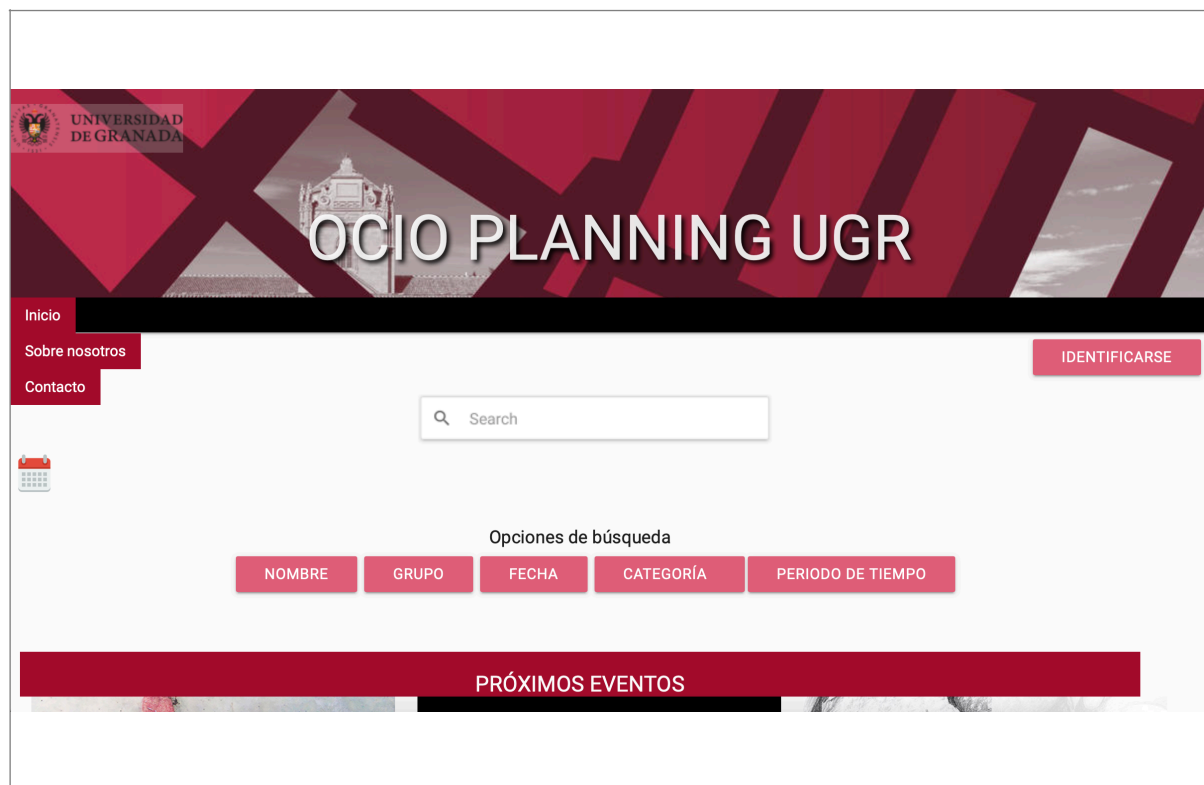 UNIVERSIDAD
DE GRANADA
OCIO PLANNING UGR
Inicio
Sobre nosotros
Contacto
IDENTIFICARSE
Search
Opciones de búsqueda
NOMBRE GRUPO FECHA CATEGORÍA PERIODO DE TIEMPO
PRÓXIMOS EVENTOS